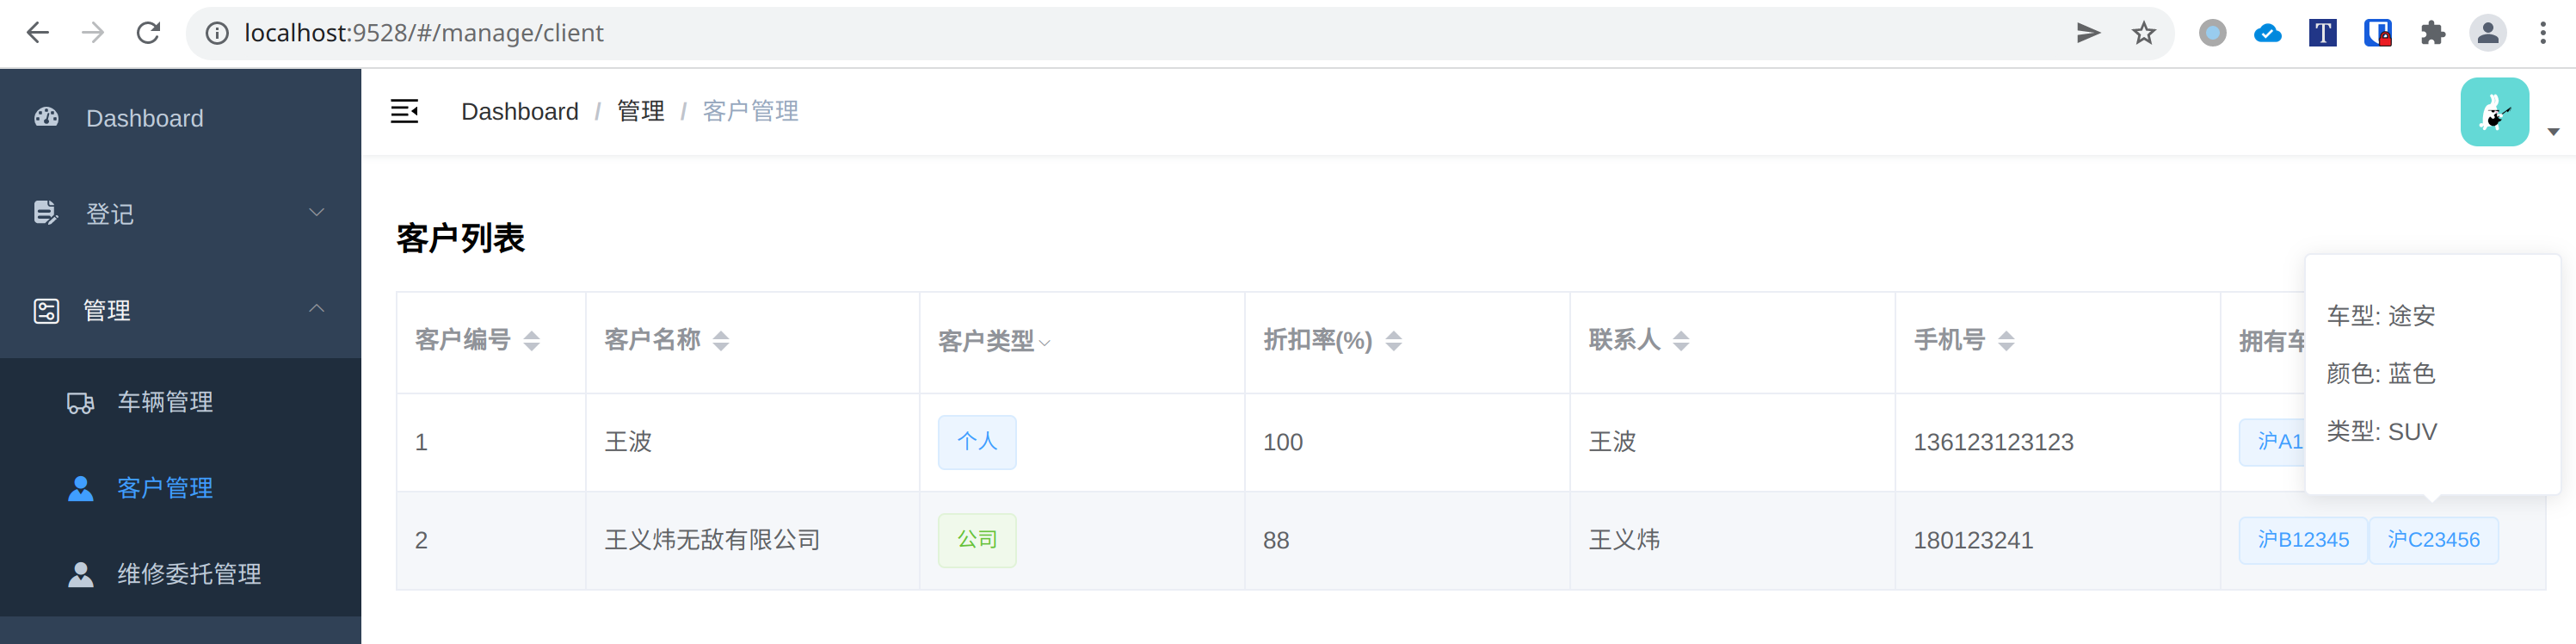 localhost:9528/#/manage/client
Dashboard
登记
管理
车辆管理
客户管理
维修委托管理
Dashboard / 管理 / 客户管理
客户列表
客户编号 客户名称 客户类型 折扣率(%) 联系人 手机号 拥有车
1 王波 个人 100 王波 136123123123 沪A1
2 王义炜无敌有限公司 公司 88 王义炜 180123241 沪B12345 沪C23456
车型: 途安
颜色: 蓝色
类型: SUV